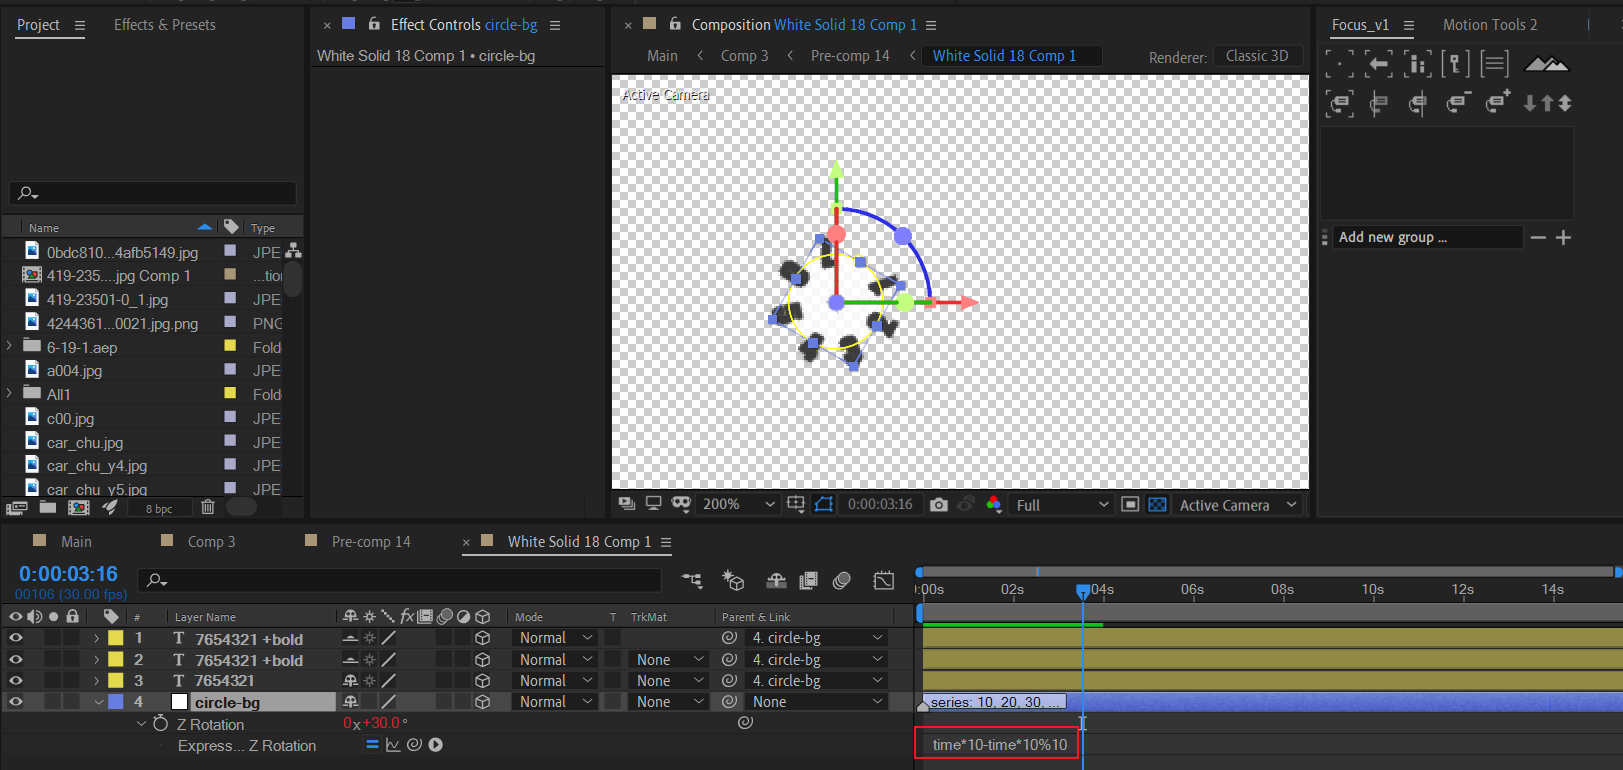 Project
Effects & Presets
Effect Controls circle-bg
Composition White Solid 18 Comp 1
Focus_v1
Motion Tools 2
White Solid 18 Comp 1 • circle-bg
Main
Comp 3
Pre-comp 14
White Solid 18 Comp 1
Renderer:
Classic 3D
Active Camera
Add new group ...
Name
Type
0bdc810...4afb5149.jpg
JPE
419-235....jpg Comp 1
...tion
419-23501-0_1.jpg
JPE
4244361...0021.jpg.png
PNG
6-19-1.aep
Folde
a004.jpg
JPE
All1
Folde
c00.jpg
JPE
car_chu.jpg
JPE
car_chu_y4.jpg
JPE
car_chu_y5.jpg
JPE
8 bpc
200%
0:00:03:16
Full
Active Camera
Main
Comp 3
Pre-comp 14
White Solid 18 Comp 1
0:00:03:16
00106 (30.00 fps)
:00s
02s
04s
06s
08s
10s
12s
14s
#
Layer Name
fx
Mode
T
TrkMat
Parent & Link
1
T
7654321 +bold
Normal
4. circle-bg
2
T
7654321 +bold
Normal
None
4. circle-bg
3
T
7654321
Normal
None
4. circle-bg
4
circle-bg
Normal
None
None
series: 10, 20, 30, ...
Z Rotation
0x+30.0°
Express... Z Rotation
time*10-time*10%10